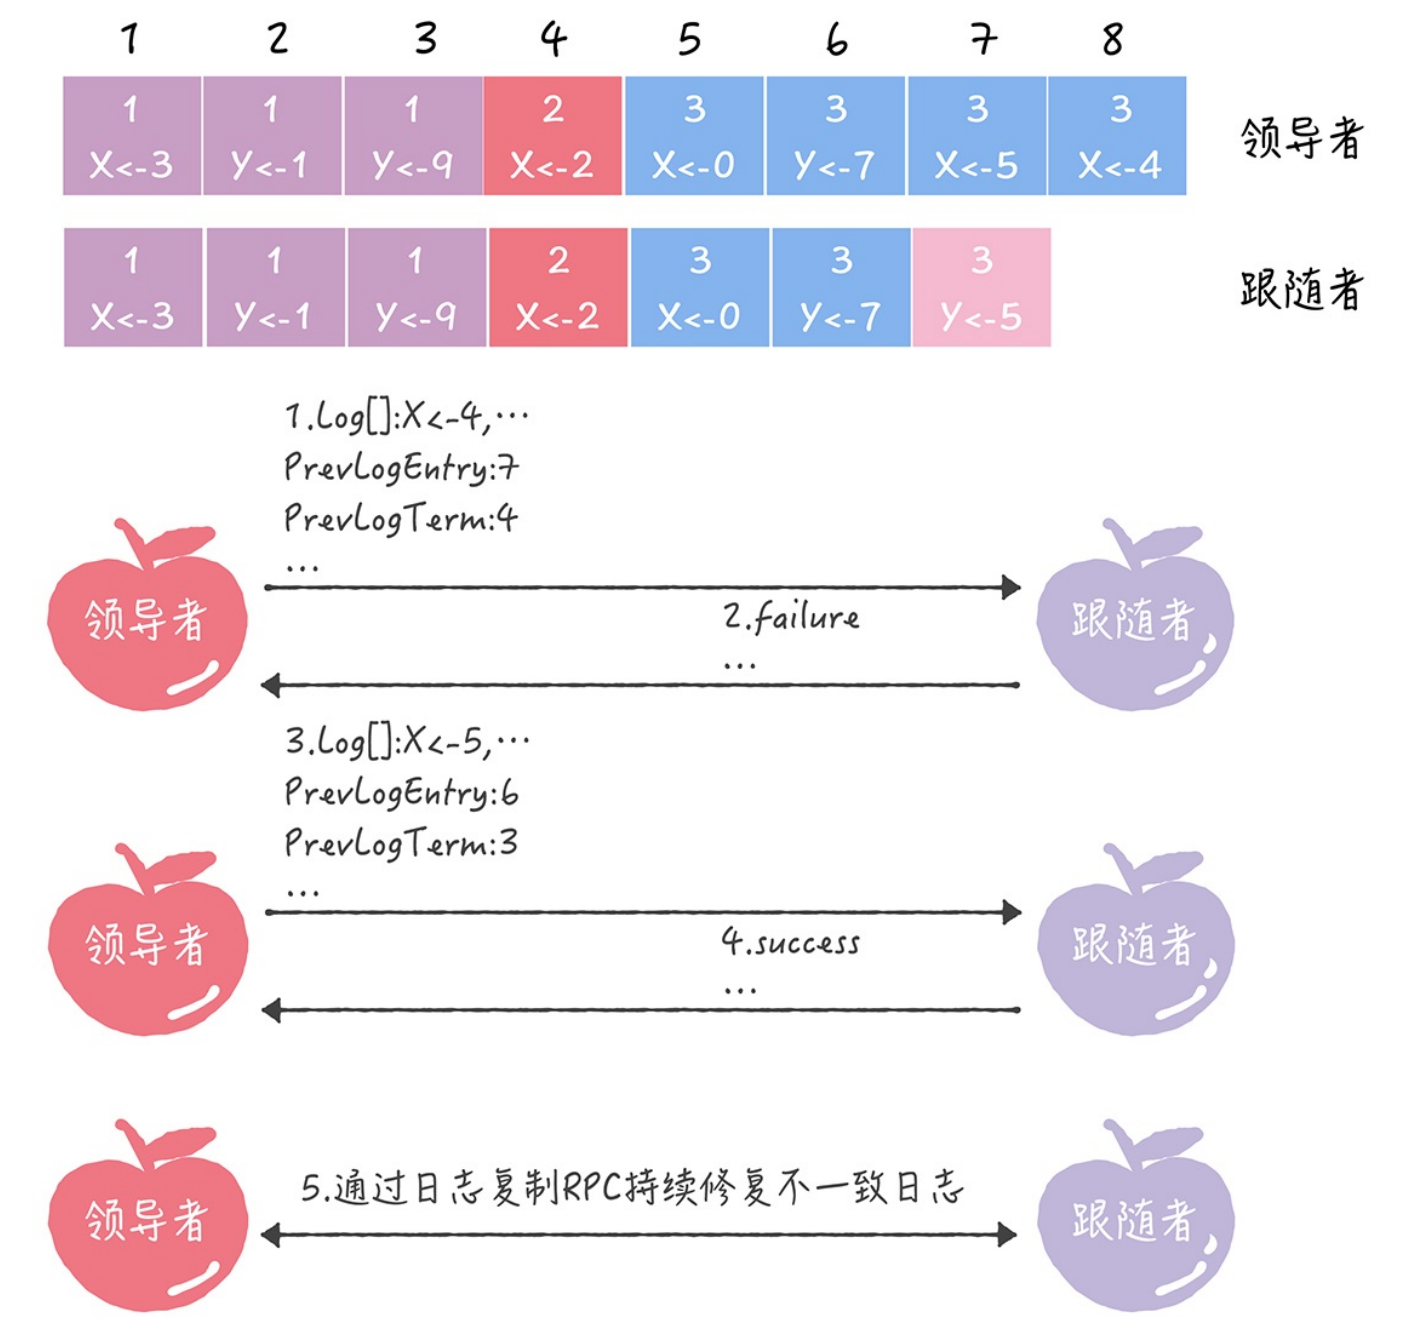 1 2 3 4 5 6 7 8
1 1 1 2 3 3 3 3
X<-3 Y<-1 Y<-9 X<-2 X<-0 Y<-7 X<-5 X<-4
领导者
1 1 1 2 3 3 3
X<-3 Y<-1 Y<-9 X<-2 X<-0 Y<-7 Y<-5
跟随者
1.Log[]:X<-4,…
PrevLogEntry:7
PrevLogTerm:4
…
领导者
2.failure
…
跟随者
3.Log[]:X<-5,…
PrevLogEntry:6
PrevLogTerm:3
…
领导者
4.success
…
跟随者
领导者
5.通过日志复制RPC持续修复不一致日志
跟随者